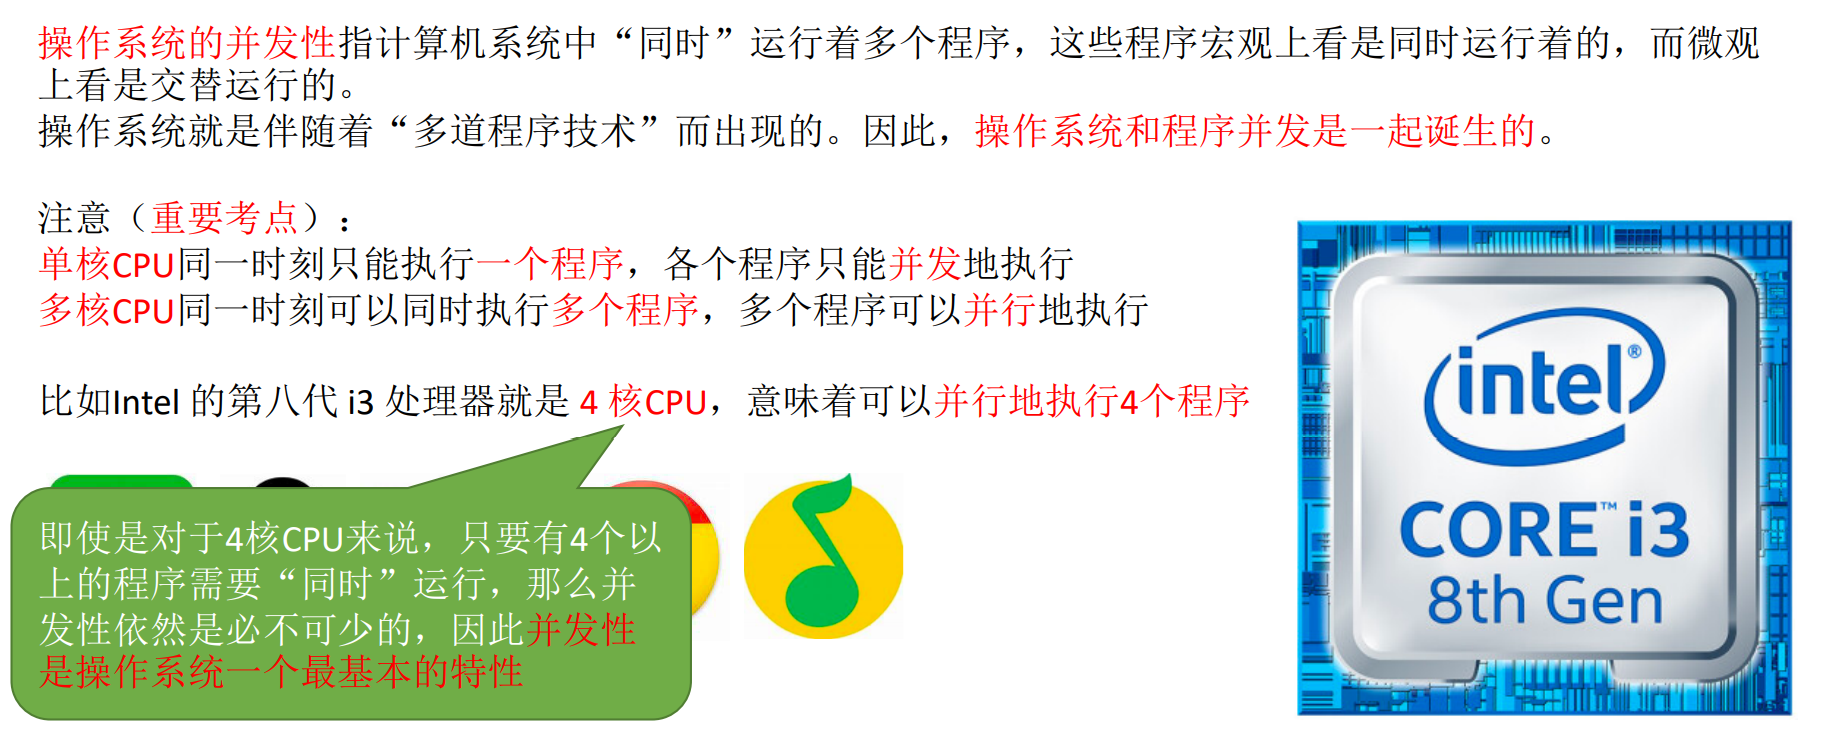 操作系统的并发性指计算机系统中“同时”运行着多个程序，这些程序宏观上看是同时运行着的，而微观
上看是交替运行的。
操作系统就是伴随着“多道程序技术”而出现的。因此，操作系统和程序并发是一起诞生的。
注意（重要考点）：
单核CPU同一时刻只能执行一个程序，各个程序只能并发地执行
多核CPU同一时刻可以同时执行多个程序，多个程序可以并行地执行
比如Intel 的第八代 i3 处理器就是 4 核CPU，意味着可以并行地执行4个程序
即使是对于4核CPU来说，只要有4个以
上的程序需要“同时”运行，那么并
发性依然是必不可少的，因此并发性
是操作系统一个最基本的特性
intel®
CORE™ i3
8th Gen